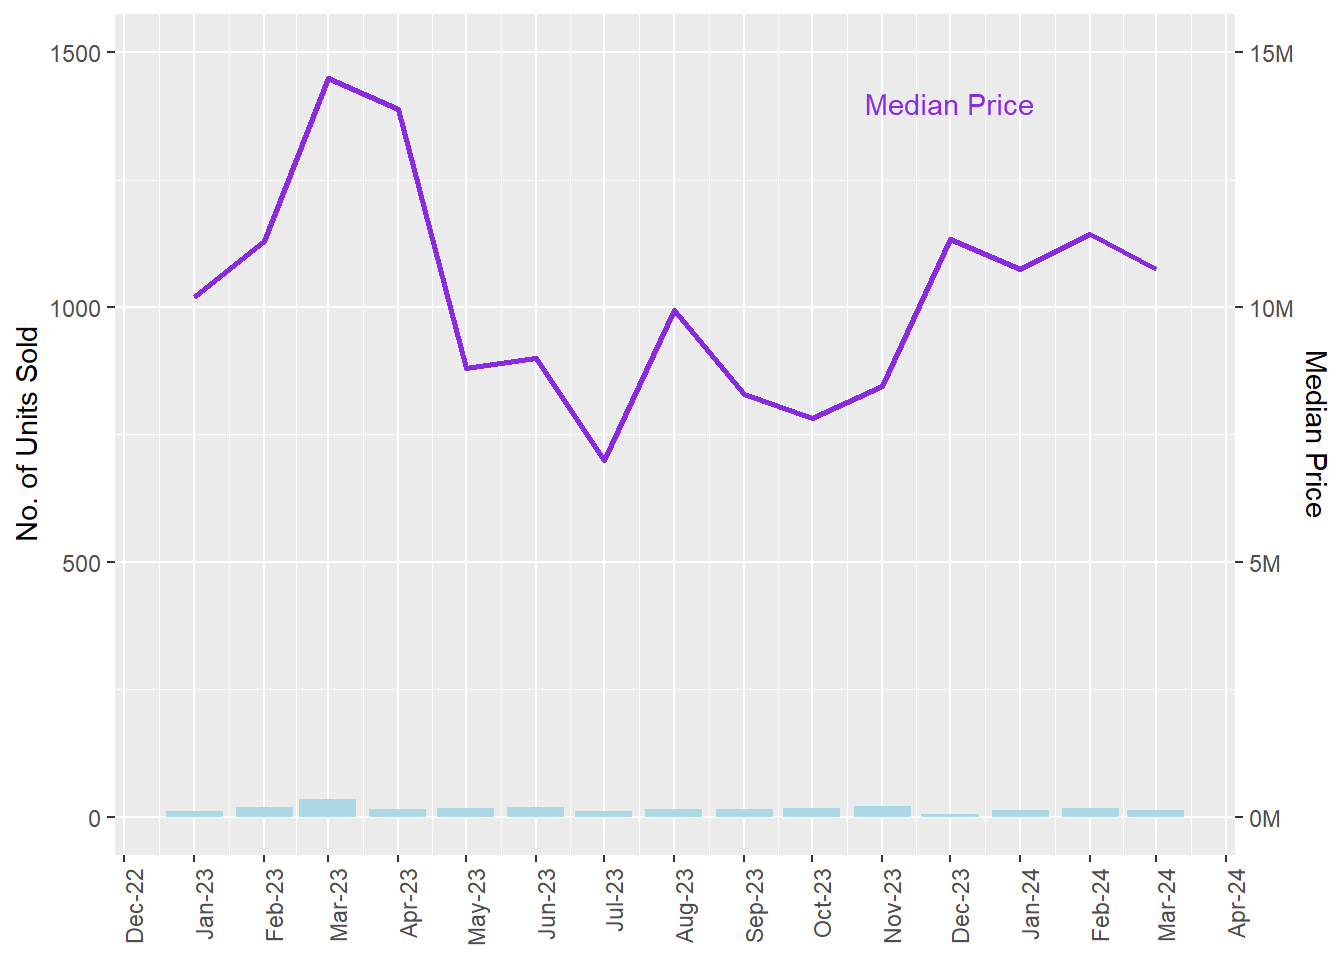 1500
1000
500
0
No. of Units Sold
Median Price
15M
10M
5M
0M
Median Price
Dec-22
Jan-23
Feb-23
Mar-23
Apr-23
May-23
Jun-23
Jul-23
Aug-23
Sep-23
Oct-23
Nov-23
Dec-23
Jan-24
Feb-24
Mar-24
Apr-24